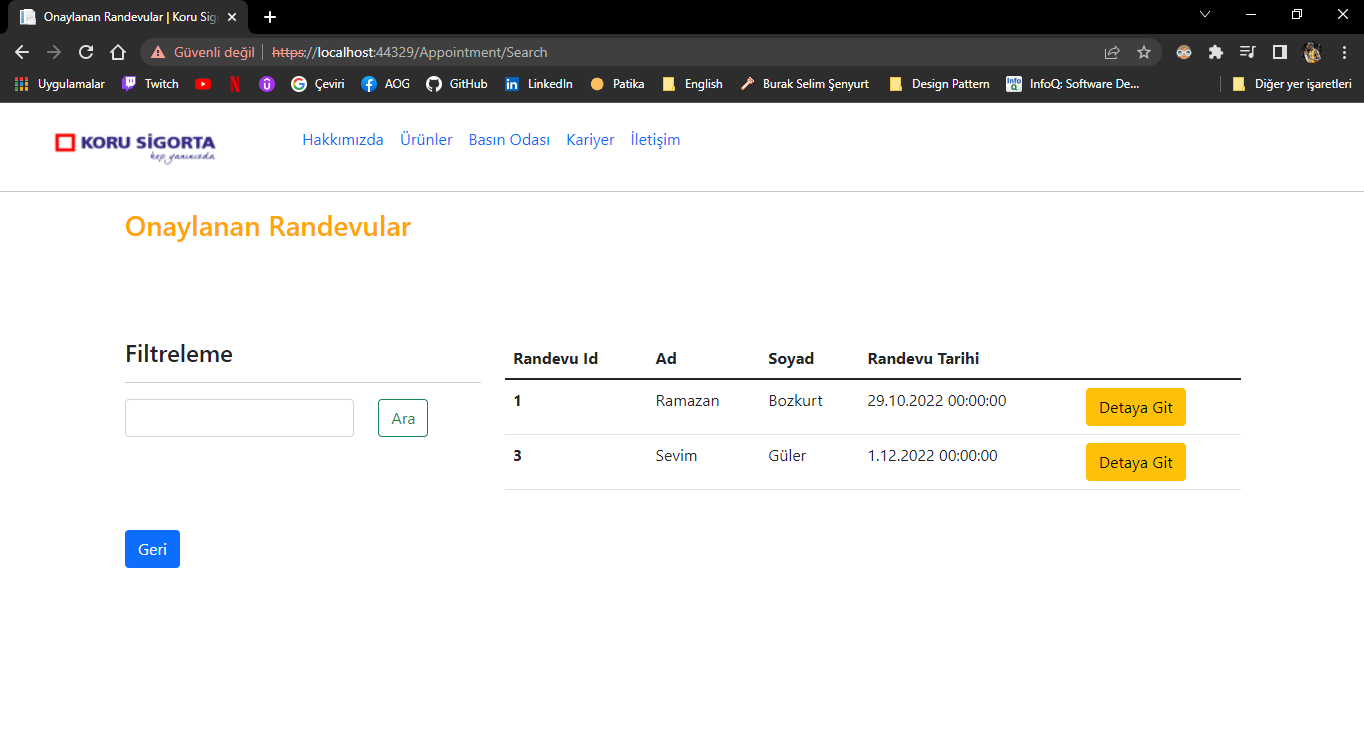 Onaylanan Randevular | Koru Sig
Güvenli değil https://localhost:44329/Appointment/Search
Uygulamalar Twitch Çeviri AOG GitHub LinkedIn Patika English Burak Selim Şenyurt Design Pattern InfoQ: Software De... Diğer yer işaretleri
KORU SİGORTA
hep yanınızda
Hakkımızda Ürünler Basın Odası Kariyer İletişim
Onaylanan Randevular
Filtreleme
Ara
Randevu Id Ad Soyad Randevu Tarihi
1 Ramazan Bozkurt 29.10.2022 00:00:00 Detaya Git
3 Sevim Güler 1.12.2022 00:00:00 Detaya Git
Geri